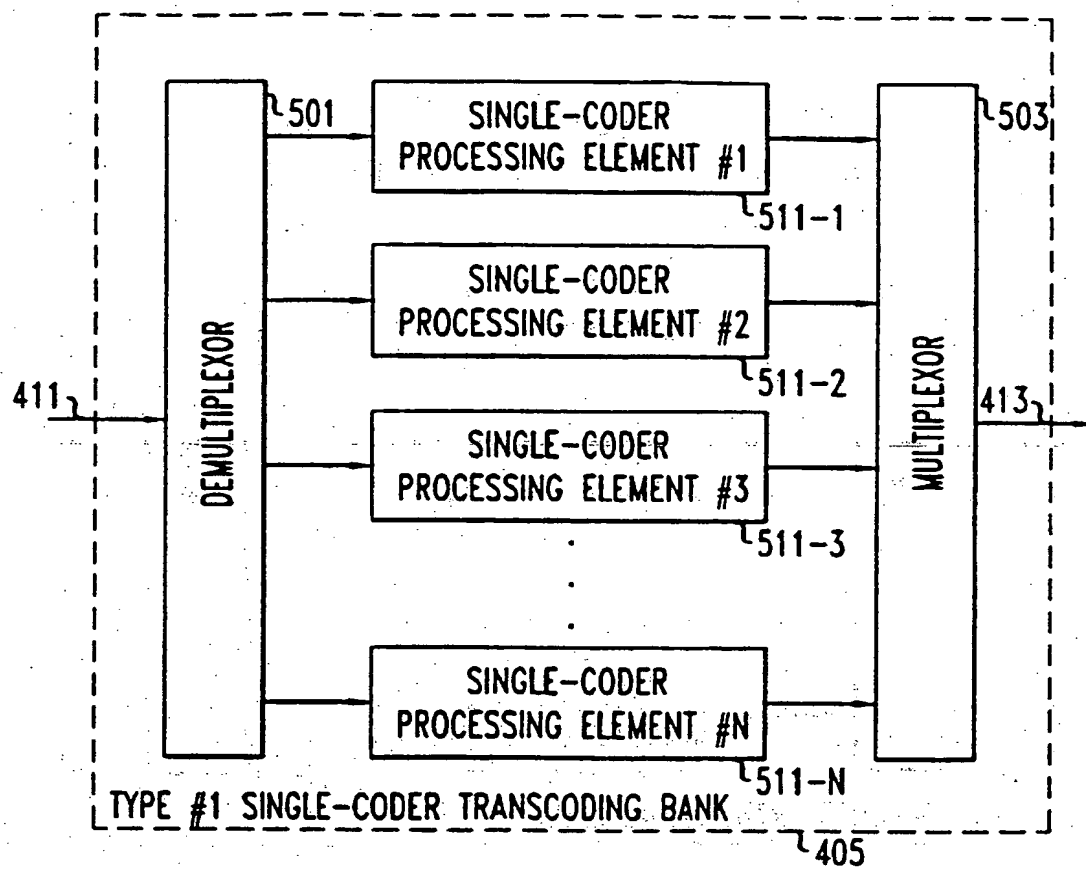 501
SINGLE-CODER
PROCESSING ELEMENT #1
511-1
503
SINGLE-CODER
PROCESSING ELEMENT #2
511-2
411
DEMULTIPLEXOR
SINGLE-CODER
PROCESSING ELEMENT #3
511-3
MULTIPLEXOR
413
SINGLE-CODER
PROCESSING ELEMENT #N
511-N
TYPE #1 SINGLE-CODER TRANSCODING BANK
405